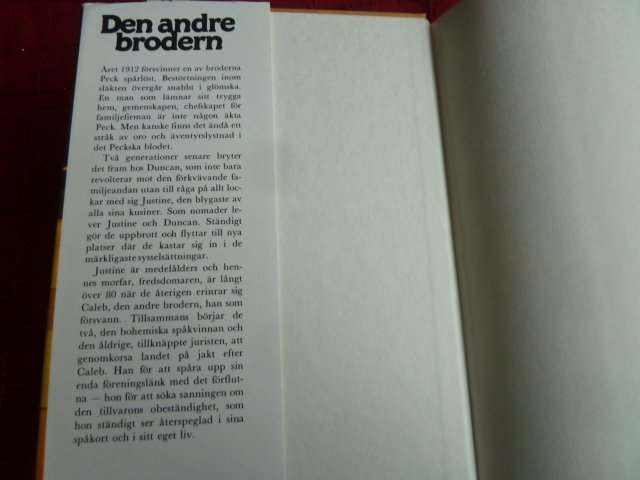 Den andre
brodern
Året 1912 försvinner en av bröderna
Peck spårlöst. Bestörtningen inom
släkten övergår snabbt i glömska.
En man som lämnar sitt trygga
hem, gemenskapen, chefskapet för
familjefirman är inte någon äkta
Peck. Men kanske finns det ändå ett
stråk av oro och äventyrslystnad i
det Peckska blodet.
Två generationer senare bryter
det fram hos Duncan, som inte bara
revolterar mot den förkvävande fa-
miljeandan utan till råga på allt loc-
kar med sig Justine, den blygaste av
alla sina kusiner. Som nomader le-
ver Justine och Duncan. Ständigt
gör de uppbrott och flyttar till nya
platser där de kastar sig in i de
märkligaste sysselsättningar.
Justine är medelålders och hen-
nes morfar, fredsdomaren, är långt
över 80 när de återigen erinrar sig
Caleb, den andre brodern, han som
försvann. Tillsammans börjar de
två, den bohemiska spåkvinnan och
den åldrige, tillknäppte juristen, att
genomkorsa landet på jakt efter
Caleb. Han för att spåra upp sin
enda föreningslänk med det förflut-
na — hon för att söka sanningen om
den tillvarons obeständighet, som
hon ständigt ser återspeglad i sina
spåkort och i sitt eget liv.